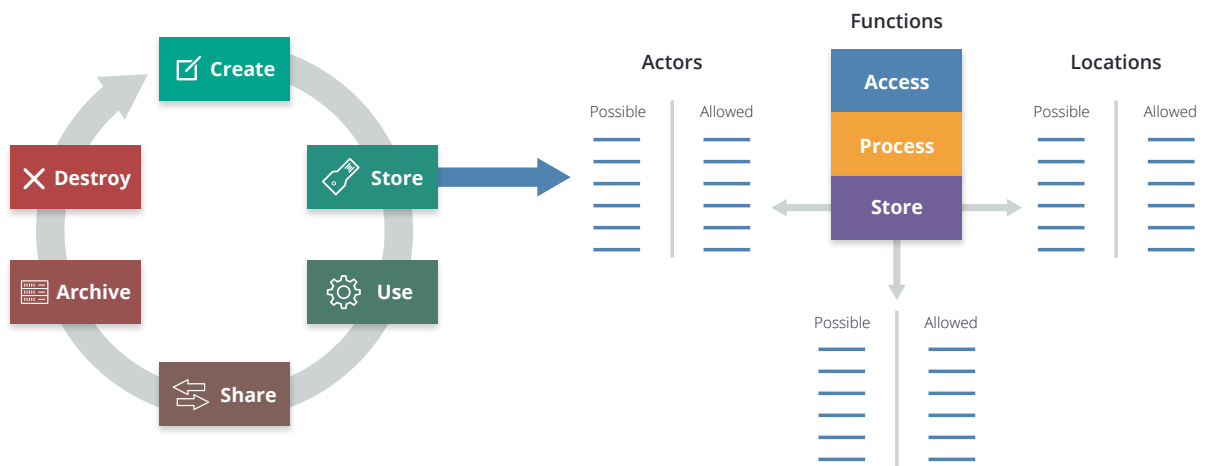 Create
Store
Use
Share
Archive
Destroy
Actors
Possible
Allowed
Functions
Access
Process
Store
Locations
Possible
Allowed
Possible
Allowed